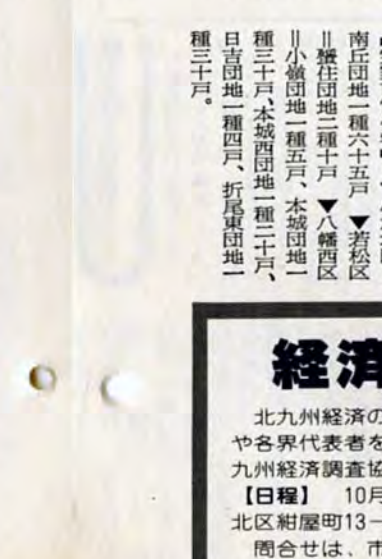 南丘団地一種六十五戸 ▼若松区
=蜑住団地二種十戸 ▼八幡西区
=小嶺団地一種五戸、本城団地一
種三十戸、本城西団地一種二十戸、
日吉団地一種四戸、折尾東団地一
種三十戸。
経済
北九州経済の
や各界代表者を
九州経済調査協
【日程】 10月
北区紺屋町13一
問合せは、市